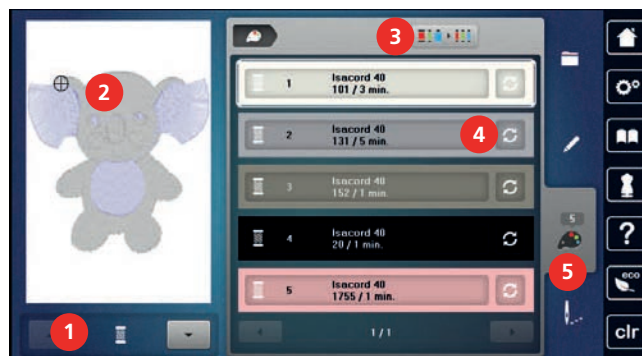 3
2
1
Isacord 40
101 / 3 min.
2
Isacord 40
131 / 5 min.
4
3
Isacord 40
152 / 1 min.
4
Isacord 40
20 / 1 min.
5
Isacord 40
1755 / 1 min.
5
5
1
1 / 1
?
eco
clr